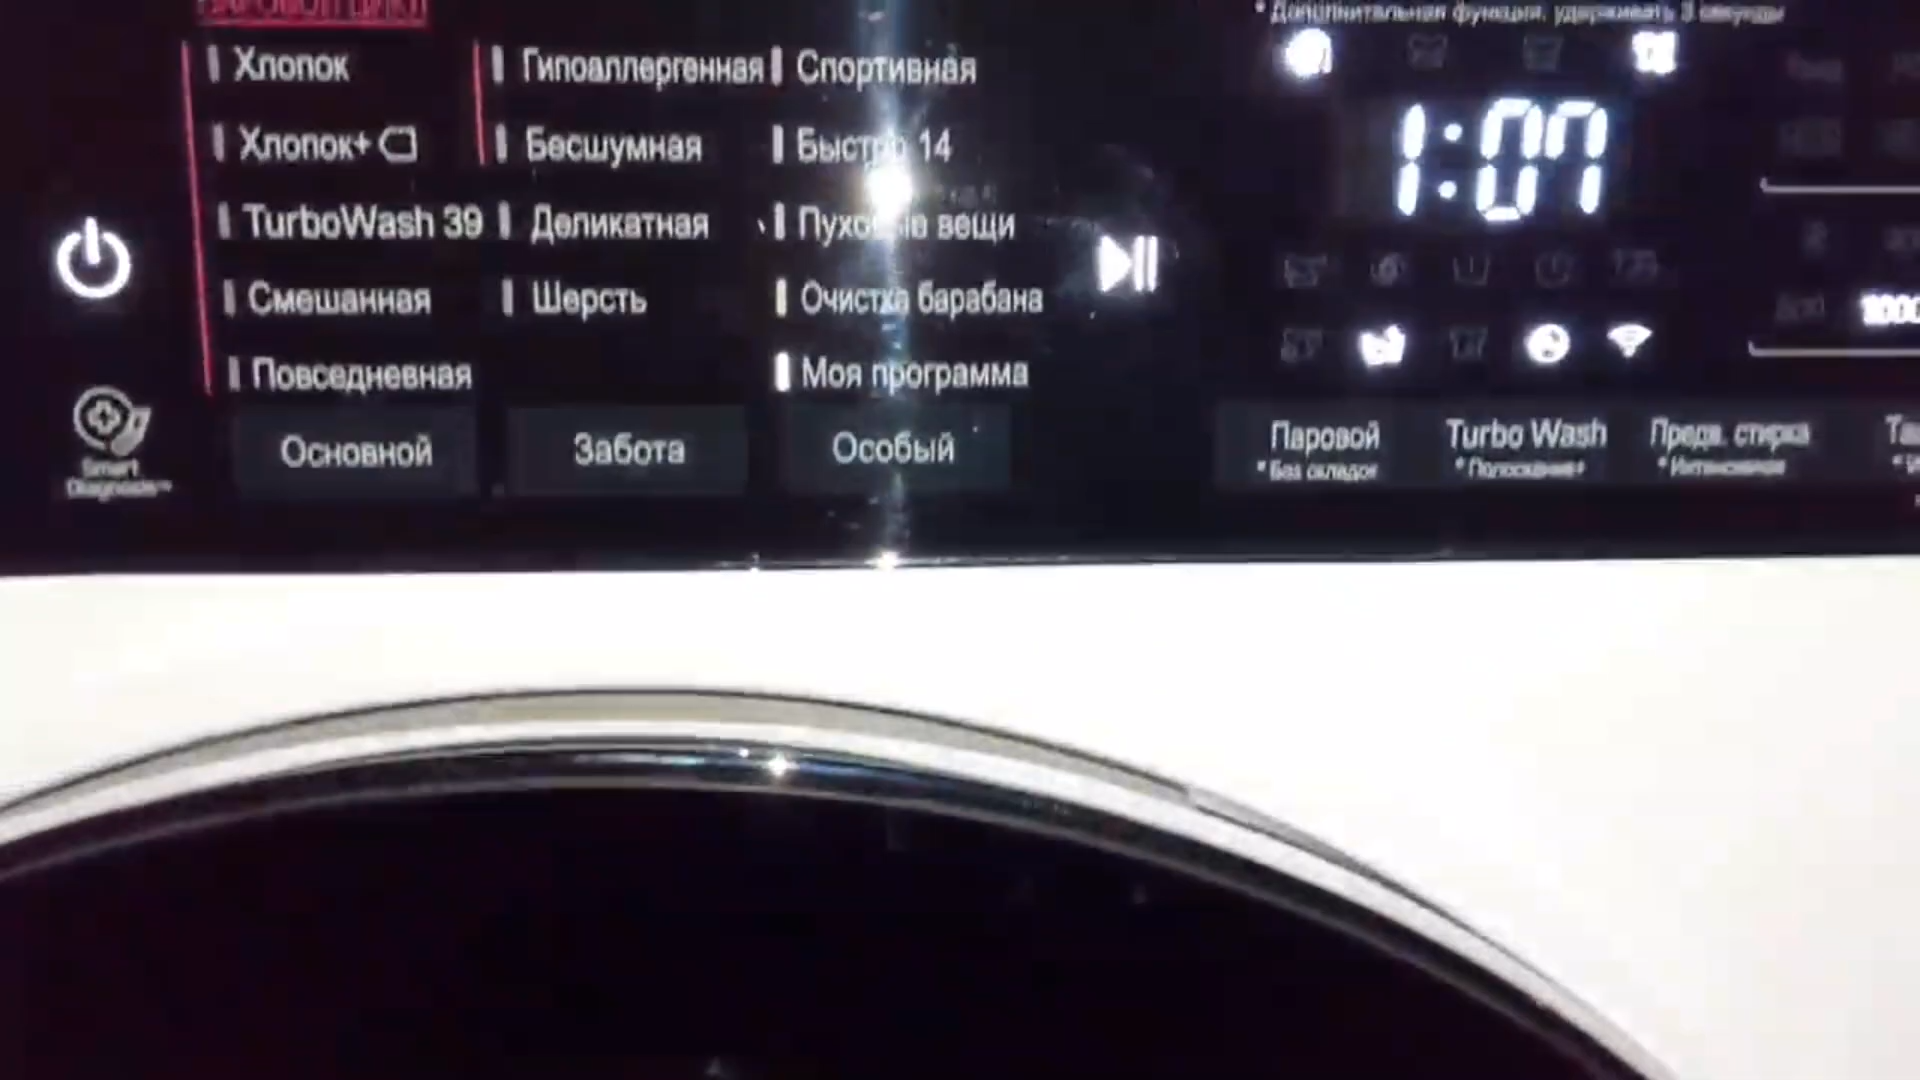 * Дополнительная функция, удерживать 3 секунды
Хлопок
Хлопок+
TurboWash 39
Смешанная
Повседневная
Основной
Гипоаллергенная
Бесшумная
Деликатная
Шерсть
Забота
Спортивная
Быстро 14
Пуховые вещи
Очистка барабана
Моя программа
Особый
Smart
Diagnosis™
1:07
Паровой
* Без складок
Turbo Wash
* Полоскание+
Предв. стирка
* Интенсивная